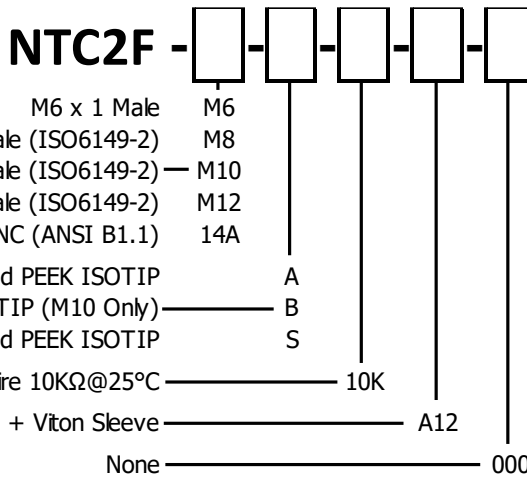 NTC2F - - - - -
M6 x 1 Male M6
ale (ISO6149-2) M8
ale (ISO6149-2) M10
ale (ISO6149-2) M12
NC (ANSI B1.1) 14A
d PEEK ISOTIP A
TIP (M10 Only) B
d PEEK ISOTIP S
ire 10KΩ@25°C 10K
+ Viton Sleeve A12
None 000